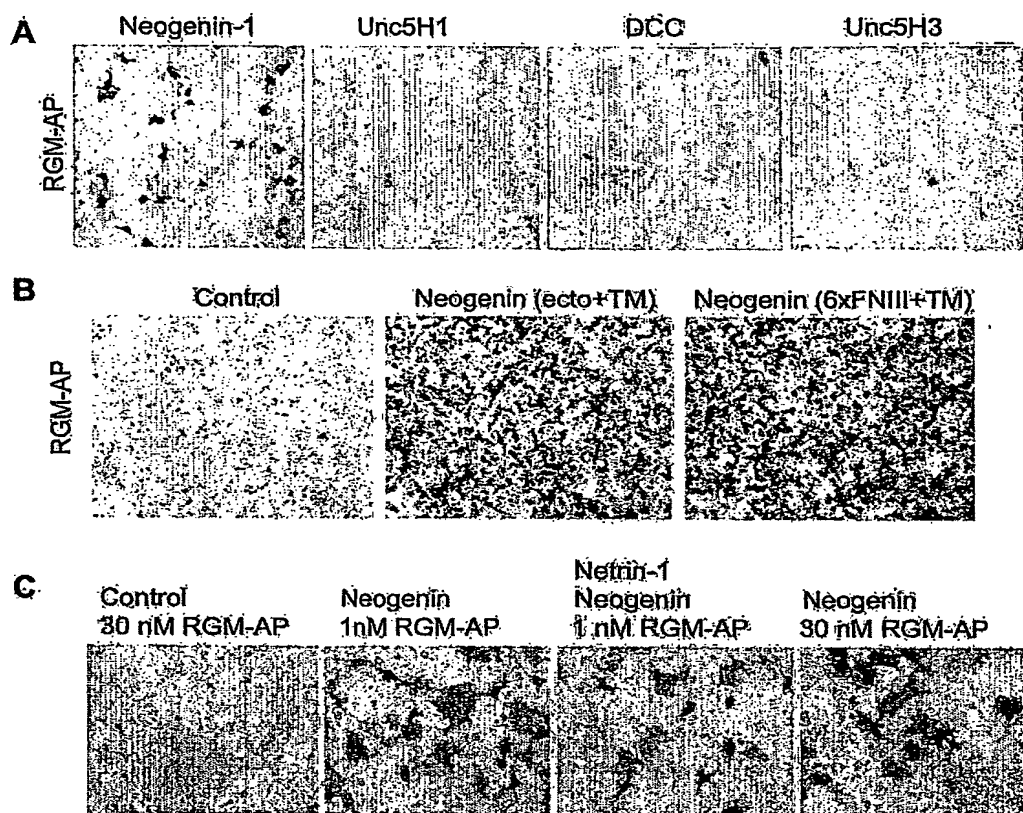 A
Neogenin-1 Unc5H1 DCC Unc5H3
RGM-AP
B
Control Neogenin (ecto+TM) Neogenin (6xFNIII+TM)
RGM-AP
C
Control
30 nM RGM-AP
Neogenin
1nM RGM-AP
Netrin-1
Neogenin
1 nM RGM-AP
Neogenin
30 nM RGM-AP